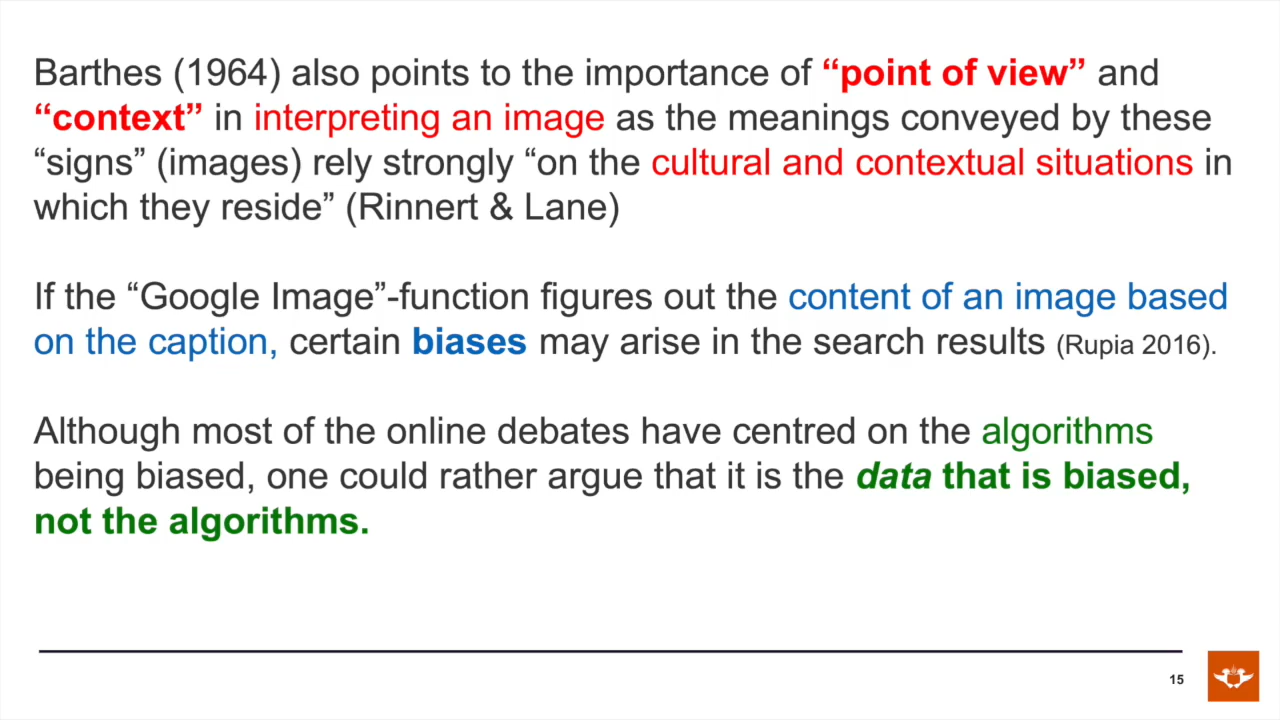 Barthes (1964) also points to the importance of “point of view” and
“context” in interpreting an image as the meanings conveyed by these
“signs” (images) rely strongly “on the cultural and contextual situations in
which they reside” (Rinnert & Lane)
If the “Google Image”-function figures out the content of an image based
on the caption, certain biases may arise in the search results (Rupia 2016).
Although most of the online debates have centred on the algorithms
being biased, one could rather argue that it is the data that is biased,
not the algorithms.
15